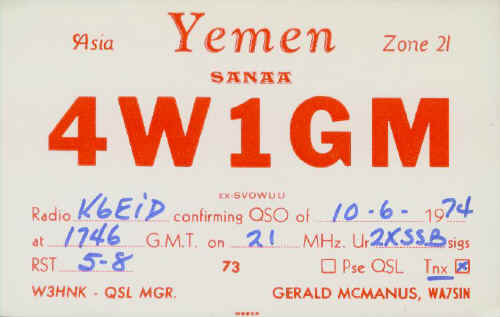 Asia Yemen Zone 21
SANAA
4W1GM
EX-SVOWUU
Radio K6EiD confirming QSO of 10-6- 1974
at 1746 G.M.T. on 21 MHz. Ur 2XSSB sigs
RST 5-8 73 Pse QSL Tnx
W3HNK - QSL MGR. GERALD MCMANUS, WA7SIN